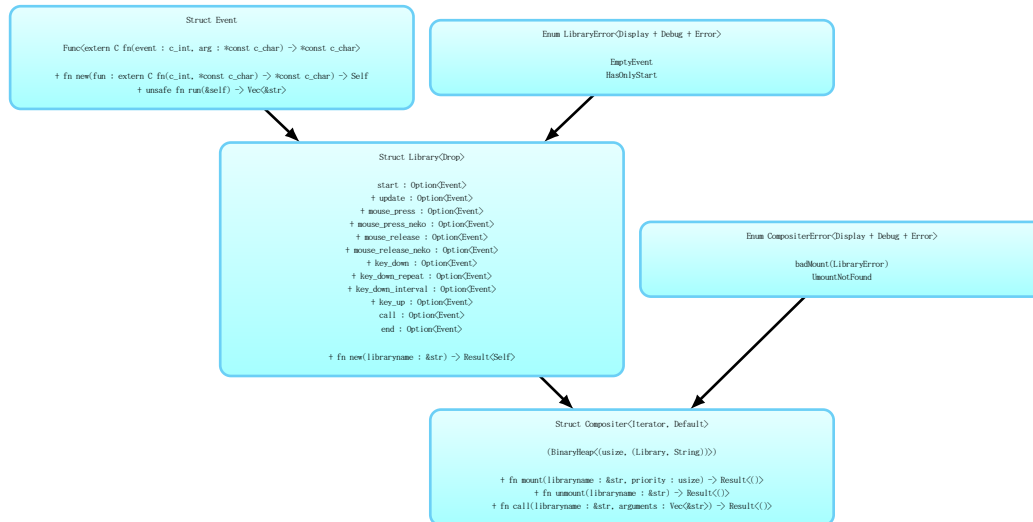 Struct Event
Func<extern C fn(event : c_int, arg : *const c_char) -> *const c_char>
+ fn new(fun : extern C fn(c_int, *const c_char) -> *const c_char) -> Self
+ unsafe fn run(&self) -> Vec<&str>
Enum LibraryError<Display + Debug + Error>
EmptyEvent
HasOnlyStart
Struct Library<Drop>
start : Option<Event>
+ update : Option<Event>
+ mouse_press : Option<Event>
+ mouse_press_neko : Option<Event>
+ mouse_release : Option<Event>
+ mouse_release_neko : Option<Event>
+ key_down : Option<Event>
+ key_down_repeat : Option<Event>
+ key_down_interval : Option<Event>
+ key_up : Option<Event>
call : Option<Event>
end : Option<Event>
+ fn new(libraryname : &str) -> Result<Self>
Enum CompositerError<Display + Debug + Error>
badMount(LibraryError)
UmountNotFound
Struct Compositer<Iterator, Default>
(BinaryHeap<(usize, (Library, String))>)
+ fn mount(libraryname : &str, priority : usize) -> Result<()>
+ fn unmount(libraryname : &str) -> Result<()>
+ fn call(libraryname : &str, arguments : Vec<&str>) -> Result<()>